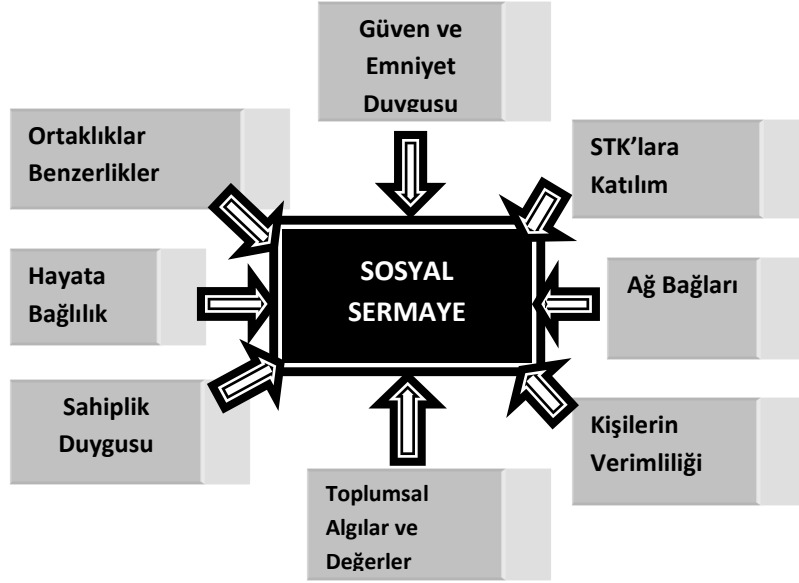 Güven ve
Emniyet
Duygusu
Ortaklıklar
Benzerlikler
STK’lara
Katılım
Hayata
Bağlılık
SOSYAL
SERMAYE
Ağ Bağları
Sahiplik
Duygusu
Kişilerin
Verimliliği
Toplumsal
Algılar ve
Değerler